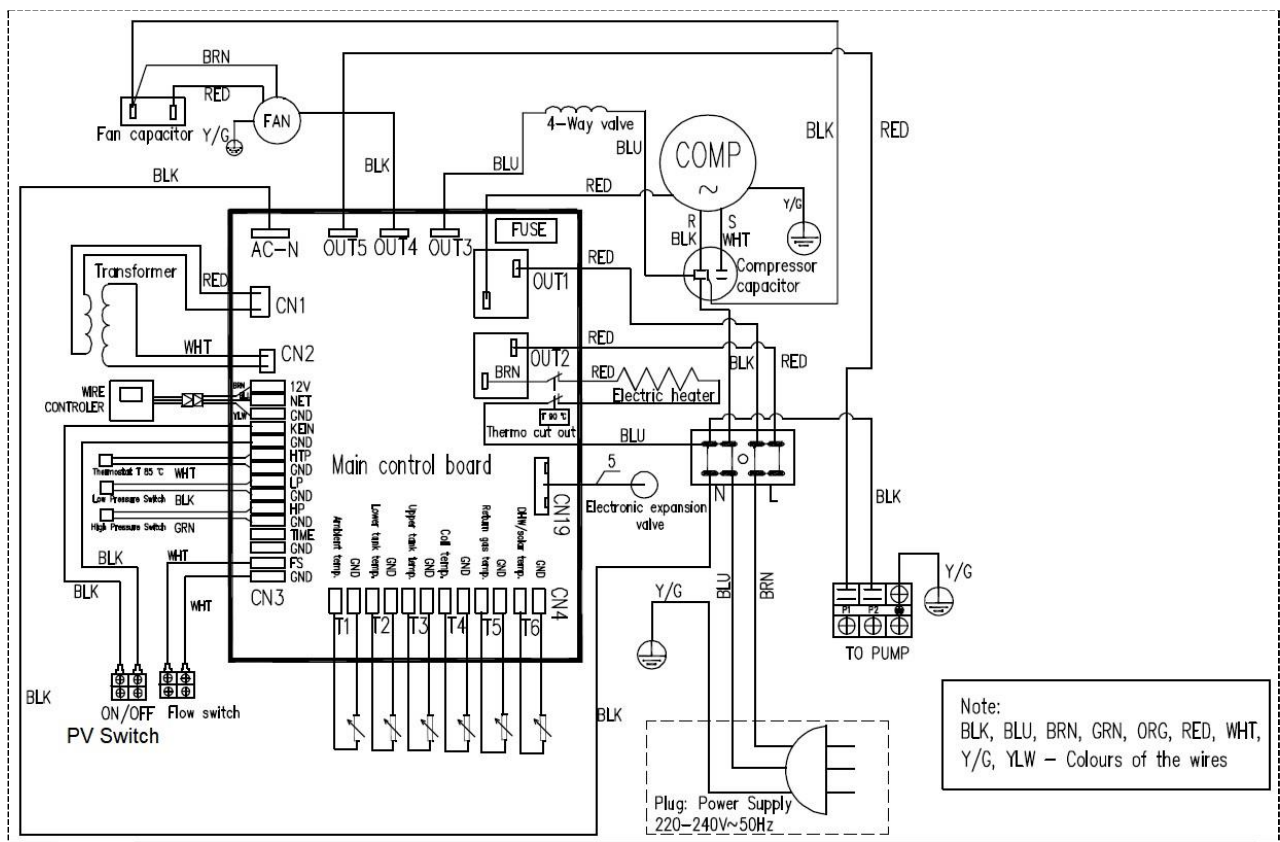 BRN
RED
Fan capacitor
Y/G
FAN
BLK
BLK
BLU
4-Way valve
BLU
COMP
~
BLK
RED
RED
Y/G
R
S
BLK
WHT
Compressor
capacitor
AC-N
OUT5
OUT4
OUT3
FUSE
OUT1
RED
Transformer
RED
CN1
WHT
CN2
OUT2
RED
BRN
RED
Electric heater
BLK
RED
T 90 ℃
Thermo cut out
BLU
WIRE
CONTROLER
BRN
BLU
YLW
12V
NET
GND
KEIN
GND
HTP
GND
LP
GND
HP
GND
TIME
GND
FS
GND
CN3
Thermostat T 85 ℃
WHT
Low Pressure Switch
BLK
High Pressure Switch
GRN
Main control board
CN19
5
Electronic expansion
valve
N
L
BLK
BLK
BLK
WHT
WHT
Ambient temp.
GND
Lower tank temp.
GND
Upper tank temp.
GND
Coil temp.
GND
Return gas temp.
GND
DHW/solar temp.
GND
CN4
T1
T2
T3
T4
T5
T6
Y/G
BLU
BRN
Y/G
P1
P2
TO PUMP
ON/OFF
Flow switch
PV Switch
BLK
BLK
Plug: Power Supply
220-240V~50Hz
Note:
BLK, BLU, BRN, GRN, ORG, RED, WHT,
Y/G, YLW – Colours of the wires